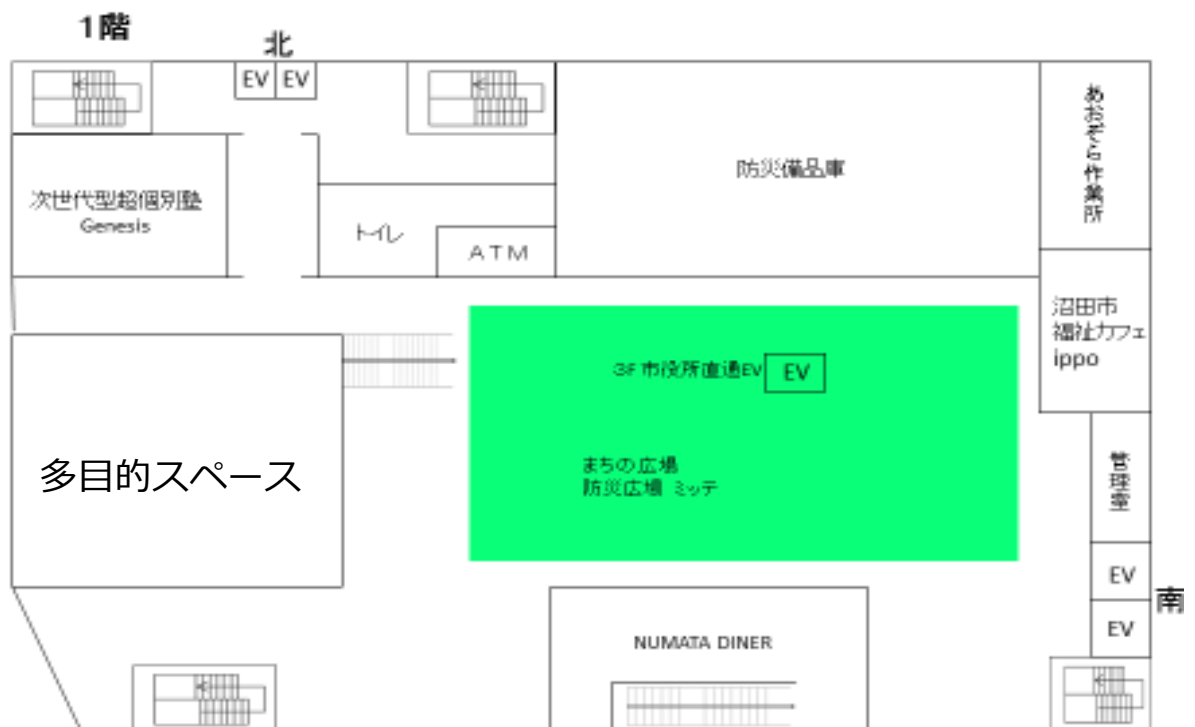 1階
北
EV EV
あおぞら作業所
防災備品庫
次世代型超個別塾
Genesis
トイレ
ATM
沼田市
福祉カフェ
ippo
3F 市役所直通EV
EV
多目的スペース
まちの広場
防災広場 ミッテ
管理室
EV
南
EV
NUMATA DINER